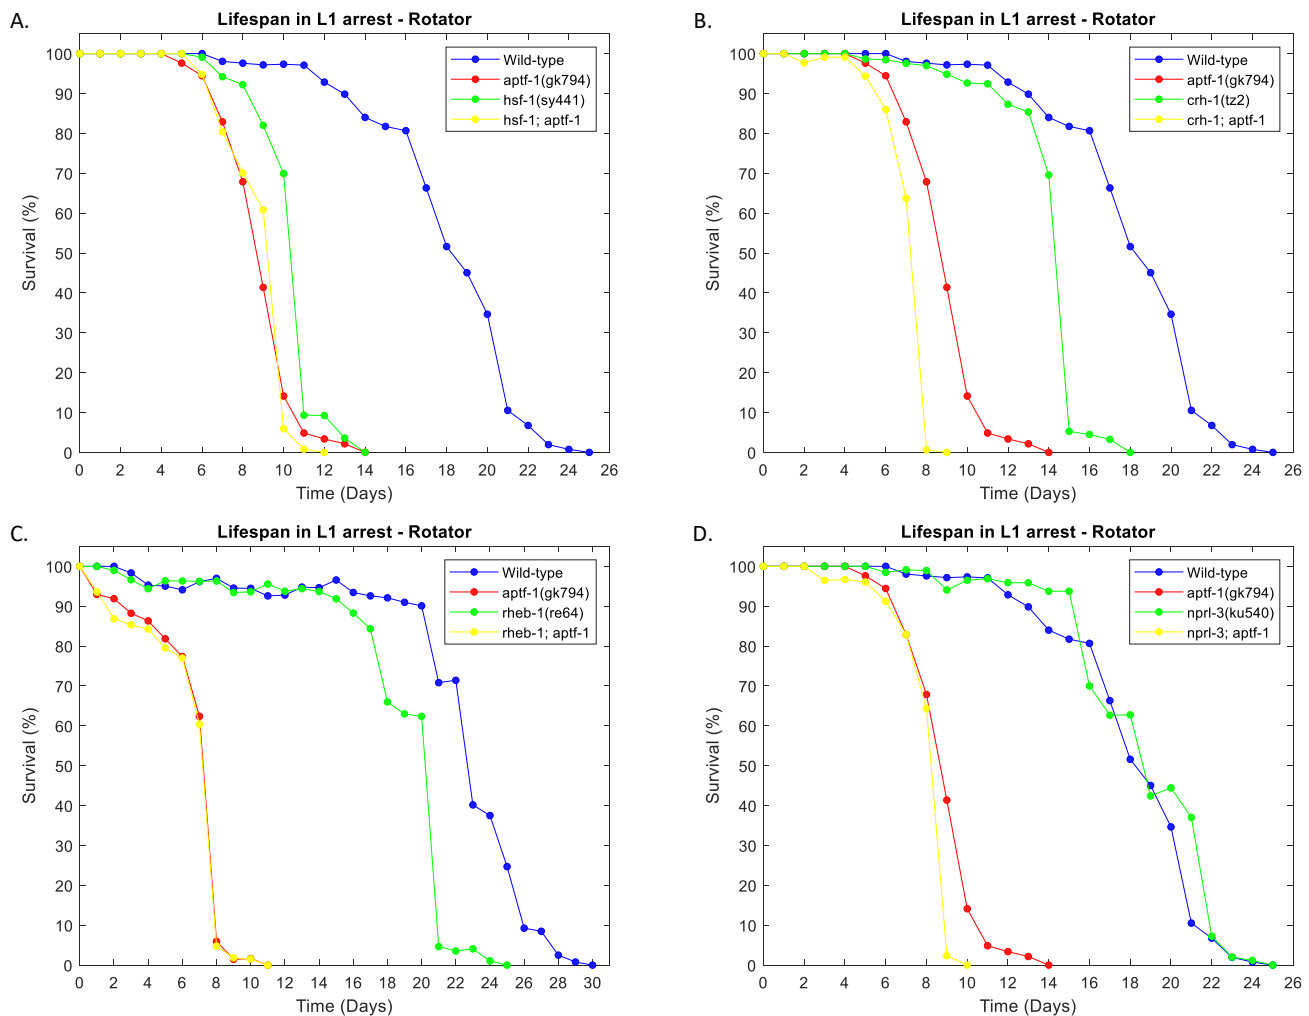 A.
Lifespan in L1 arrest - Rotator
Survival (%)
100
90
80
70
60
50
40
30
20
10
0
Wild-type
aptf-1(gk794)
hsf-1(sy441)
hsf-1; aptf-1
0 2 4 6 8 10 12 14 16 18 20 22 24 26
Time (Days)
B.
Lifespan in L1 arrest - Rotator
Survival (%)
100
90
80
70
60
50
40
30
20
10
0
Wild-type
aptf-1(gk794)
crh-1(tz2)
crh-1; aptf-1
0 2 4 6 8 10 12 14 16 18 20 22 24 26
Time (Days)
C.
Lifespan in L1 arrest - Rotator
Survival (%)
100
90
80
70
60
50
40
30
20
10
0
Wild-type
aptf-1(gk794)
rheb-1(re64)
rheb-1; aptf-1
0 2 4 6 8 10 12 14 16 18 20 22 24 26 28 30
Time (Days)
D.
Lifespan in L1 arrest - Rotator
Survival (%)
100
90
80
70
60
50
40
30
20
10
0
Wild-type
aptf-1(gk794)
nprl-3(ku540)
nprl-3; aptf-1
0 2 4 6 8 10 12 14 16 18 20 22 24 26
Time (Days)